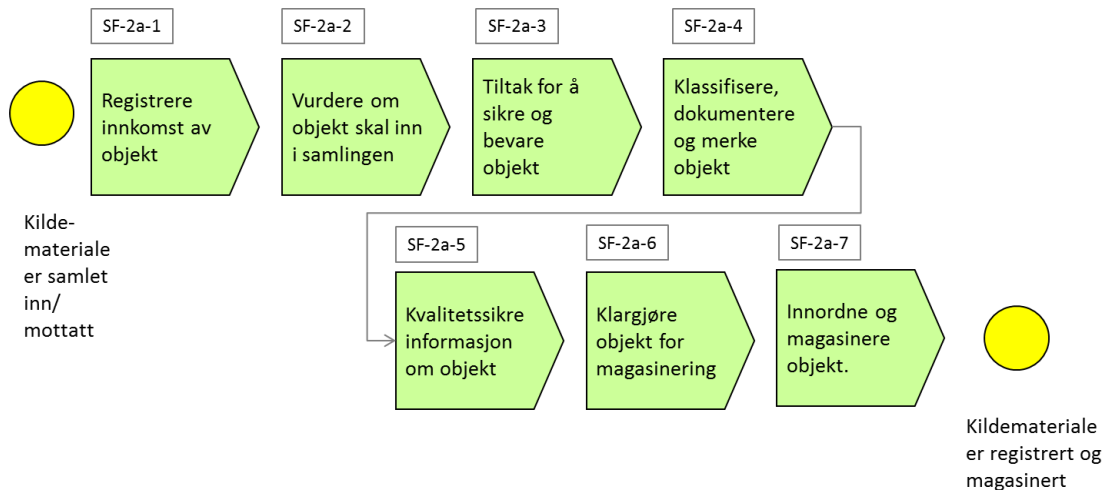 SF-2a-1
SF-2a-2
SF-2a-3
SF-2a-4
Registrere
innkomst av
objekt
Vurdere om
objekt skal inn
i samlingen
Tiltak for å
sikre og
bevare
objekt
Klassifisere,
dokumentere
og merke
objekt
Kilde-
materiale
er samlet
inn/
mottatt
SF-2a-5
SF-2a-6
SF-2a-7
Kvalitetssikre
informasjon
om objekt
Klargjøre
objekt for
magasinering
Innordne og
magasinere
objekt.
Kildemateriale
er registrert og
magasinert